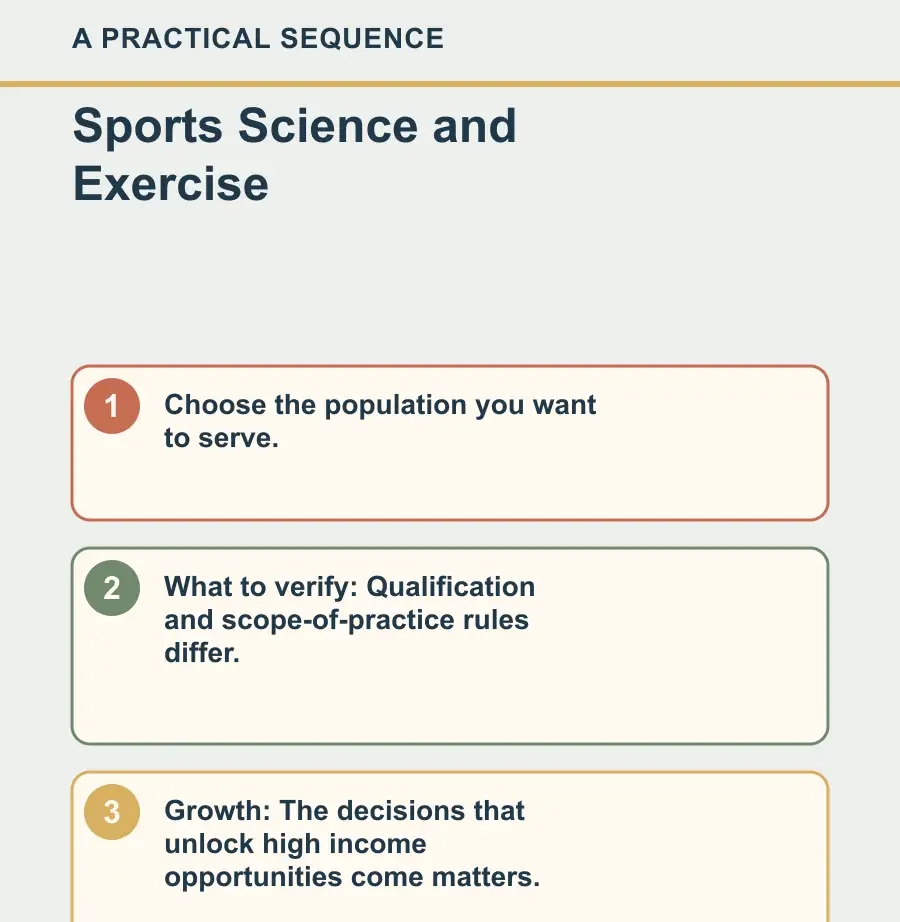 A PRACTICAL SEQUENCE
Sports Science and
Exercise
1
Choose the population you want
to serve.
2
What to verify: Qualification
and scope-of-practice rules
differ.
3
Growth: The decisions that
unlock high income
opportunities come matters.